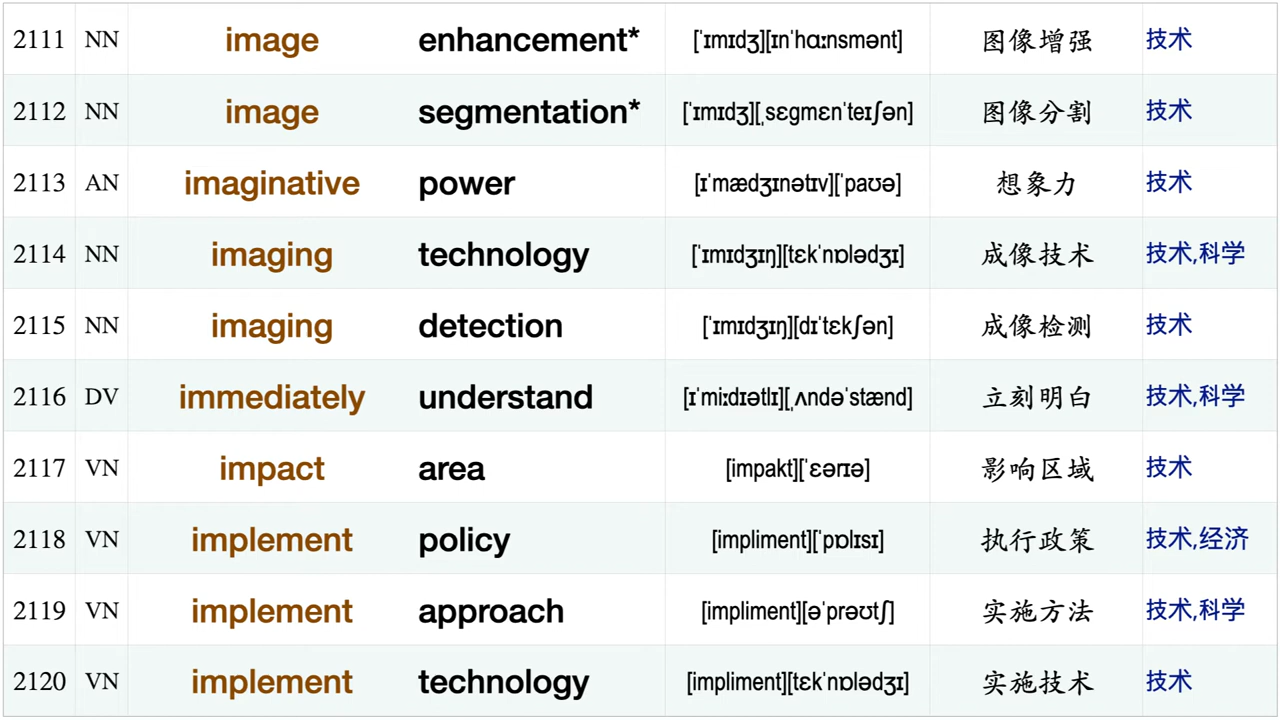 2111 NN image enhancement* [ˈɪmɪdʒ][ɪnˈhɑːnsmənt] 图像增强 技术
2112 NN image segmentation* [ˈɪmɪdʒ][ˌsɛgmɛnˈteɪʃən] 图像分割 技术
2113 AN imaginative power [ɪˈmædʒɪnətɪv][ˈpaʊə] 想象力 技术
2114 NN imaging technology [ˈɪmɪdʒɪŋ][tɛkˈnɒlədʒɪ] 成像技术 技术,科学
2115 NN imaging detection [ˈɪmɪdʒɪŋ][dɪˈtɛkʃən] 成像检测 技术
2116 DV immediately understand [ɪˈmiːdɪətlɪ][ˌʌndəˈstænd] 立刻明白 技术,科学
2117 VN impact area [impakt][ˈɛərɪə] 影响区域 技术
2118 VN implement policy [impliment][ˈpɒlɪsɪ] 执行政策 技术,经济
2119 VN implement approach [impliment][əˈprəʊtʃ] 实施方法 技术,科学
2120 VN implement technology [impliment][tɛkˈnɒlədʒɪ] 实施技术 技术